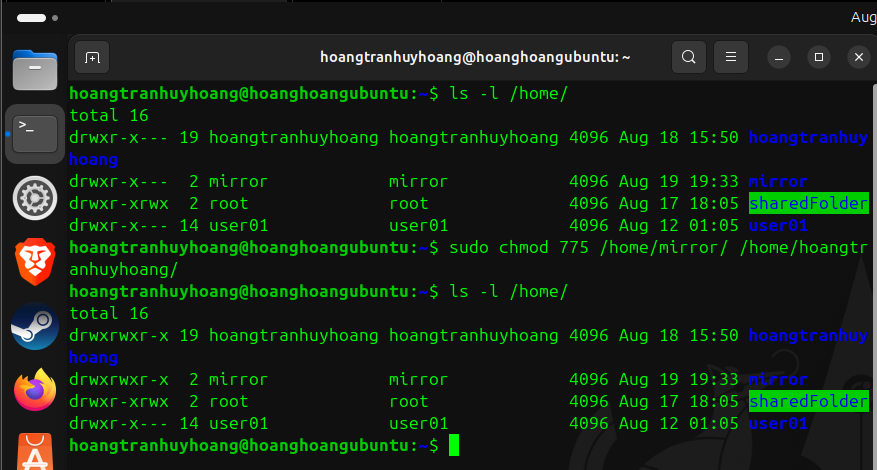 Aug
hoangtranhuyhoang@hoanghoangubuntu: ~
hoangtranhuyhoang@hoanghoangubuntu:~$ ls -l /home/
total 16
drwxr-x--- 19 hoangtranhuyhoang hoangtranhuyhoang 4096 Aug 18 15:50 hoangtranhuy
hoang
drwxr-x---  2 mirror            mirror            4096 Aug 19 19:33 mirror
drwxr-xrwx  2 root              root              4096 Aug 17 18:05 sharedFolder
drwxr-x--- 14 user01            user01            4096 Aug 12 01:05 user01
hoangtranhuyhoang@hoanghoangubuntu:~$ sudo chmod 775 /home/mirror/ /home/hoangtr
anhuyhoang/
hoangtranhuyhoang@hoanghoangubuntu:~$ ls -l /home/
total 16
drwxrwxr-x 19 hoangtranhuyhoang hoangtranhuyhoang 4096 Aug 18 15:50 hoangtranhuy
hoang
drwxrwxr-x  2 mirror            mirror            4096 Aug 19 19:33 mirror
drwxr-xrwx  2 root              root              4096 Aug 17 18:05 sharedFolder
drwxr-x--- 14 user01            user01            4096 Aug 12 01:05 user01
hoangtranhuyhoang@hoanghoangubuntu:~$